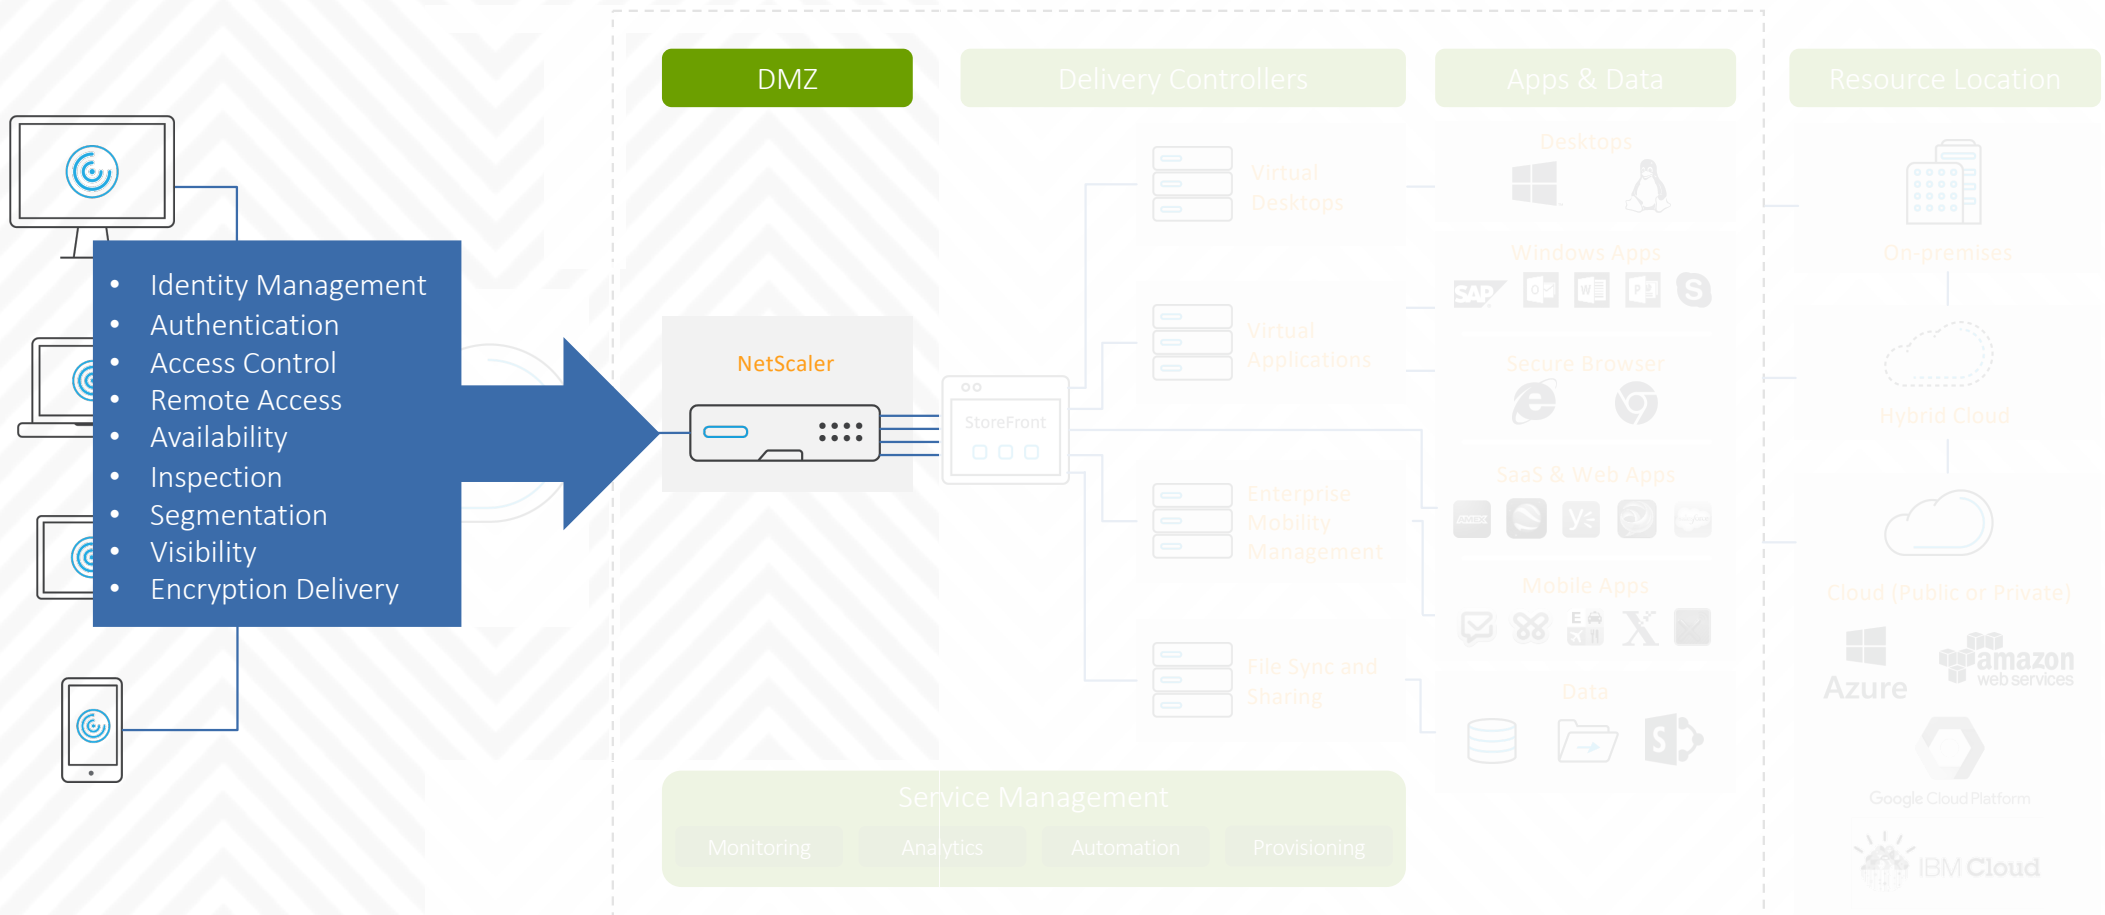 DMZ
Delivery Controllers
Apps & Data
Resource Location
Identity Management
Authentication
Access Control
Remote Access
Availability
Inspection
Segmentation
Visibility
Encryption Delivery
NetScaler
StoreFront
Virtual
Desktops
Virtual
Applications
Enterprise
Mobility
Management
File Sync and
Sharing
Desktops
Windows Apps
SAP
Secure Browser
SaaS & Web Apps
Mobile Apps
Data
On-premises
Hybrid Cloud
Cloud (Public or Private)
Azure
amazon
web services
Google Cloud Platform
IBM Cloud
Service Management
Monitoring
Analytics
Automation
Provisioning